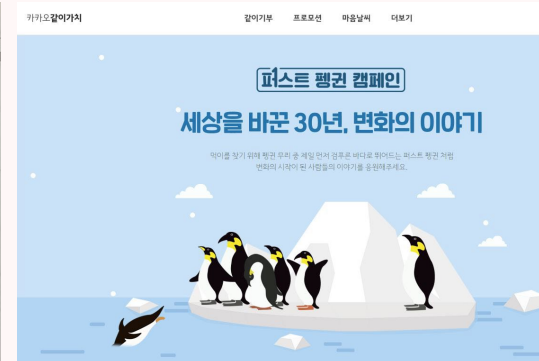 카카오같이가치
같이기부 프로모션 마음날씨 더보기
퍼스트 펭귄 캠페인
세상을 바꾼 30년, 변화의 이야기
먹이를 찾기 위해 펭귄 무리 중 제일 먼저 검푸른 바다로 뛰어드는 퍼스트 펭귄 처럼
변화의 시작이 된 사람들의 이야기를 응원해주세요.